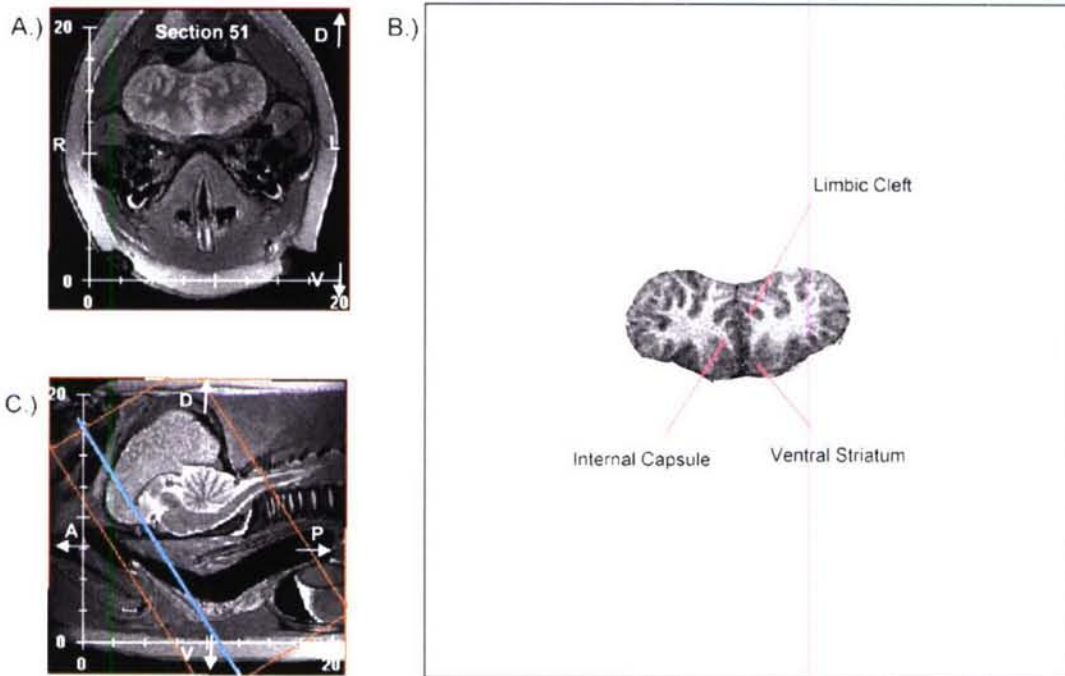 A.)
20
Section 51
D
R
L
0
V
0
20
B.)
Limbic Cleft
Internal Capsule
Ventral Striatum
C.)
20
D
A
P
0
V
0
20